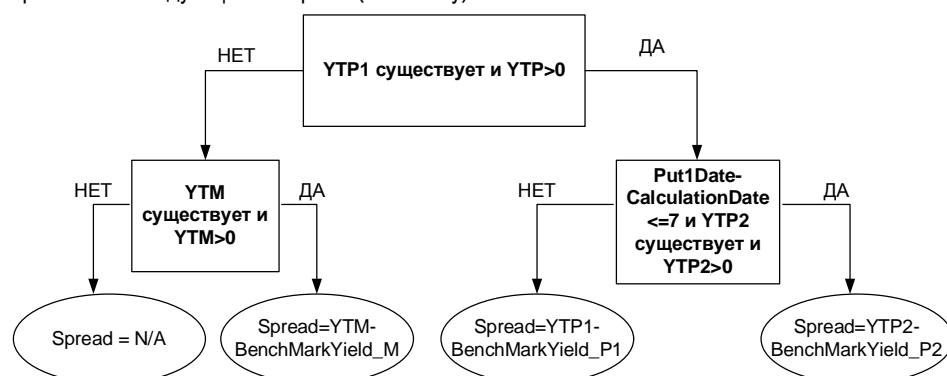 НЕТ
YTP1 существует и YTP>0
ДА
НЕТ
YTM
существует и
YTM>0
ДА
НЕТ
Put1Date-
CalculationDate
<=7 и YTP2
существует и
YTP2>0
ДА
Spread = N/A
Spread=YTM-
BenchMarkYield_M
Spread=YTP1-
BenchMarkYield_P1
Spread=YTP2-
BenchMarkYield_P2